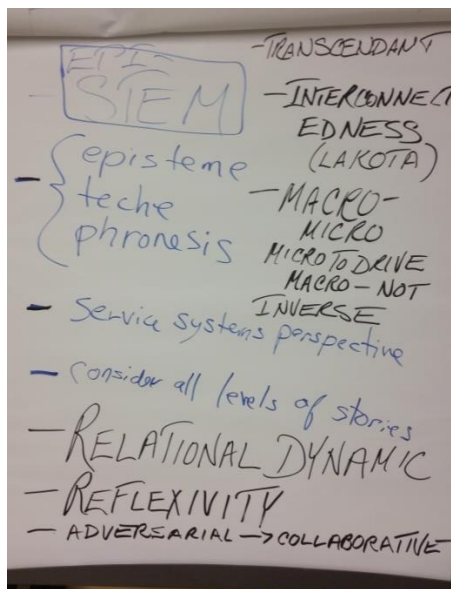 EPI-
STEM
- episteme
teche
phronesis
- Service systems perspective
- consider all levels of stories
- TRANSCENDANT
- INTERCONNECT
EDNESS
(LAKOTA)
- MACRO-
MICRO
MICRO TO DRIVE
MACRO - NOT
INVERSE
- RELATIONAL DYNAMIC
- REFLEXIVITY
- ADVERSARIAL -> COLLABORATIVE